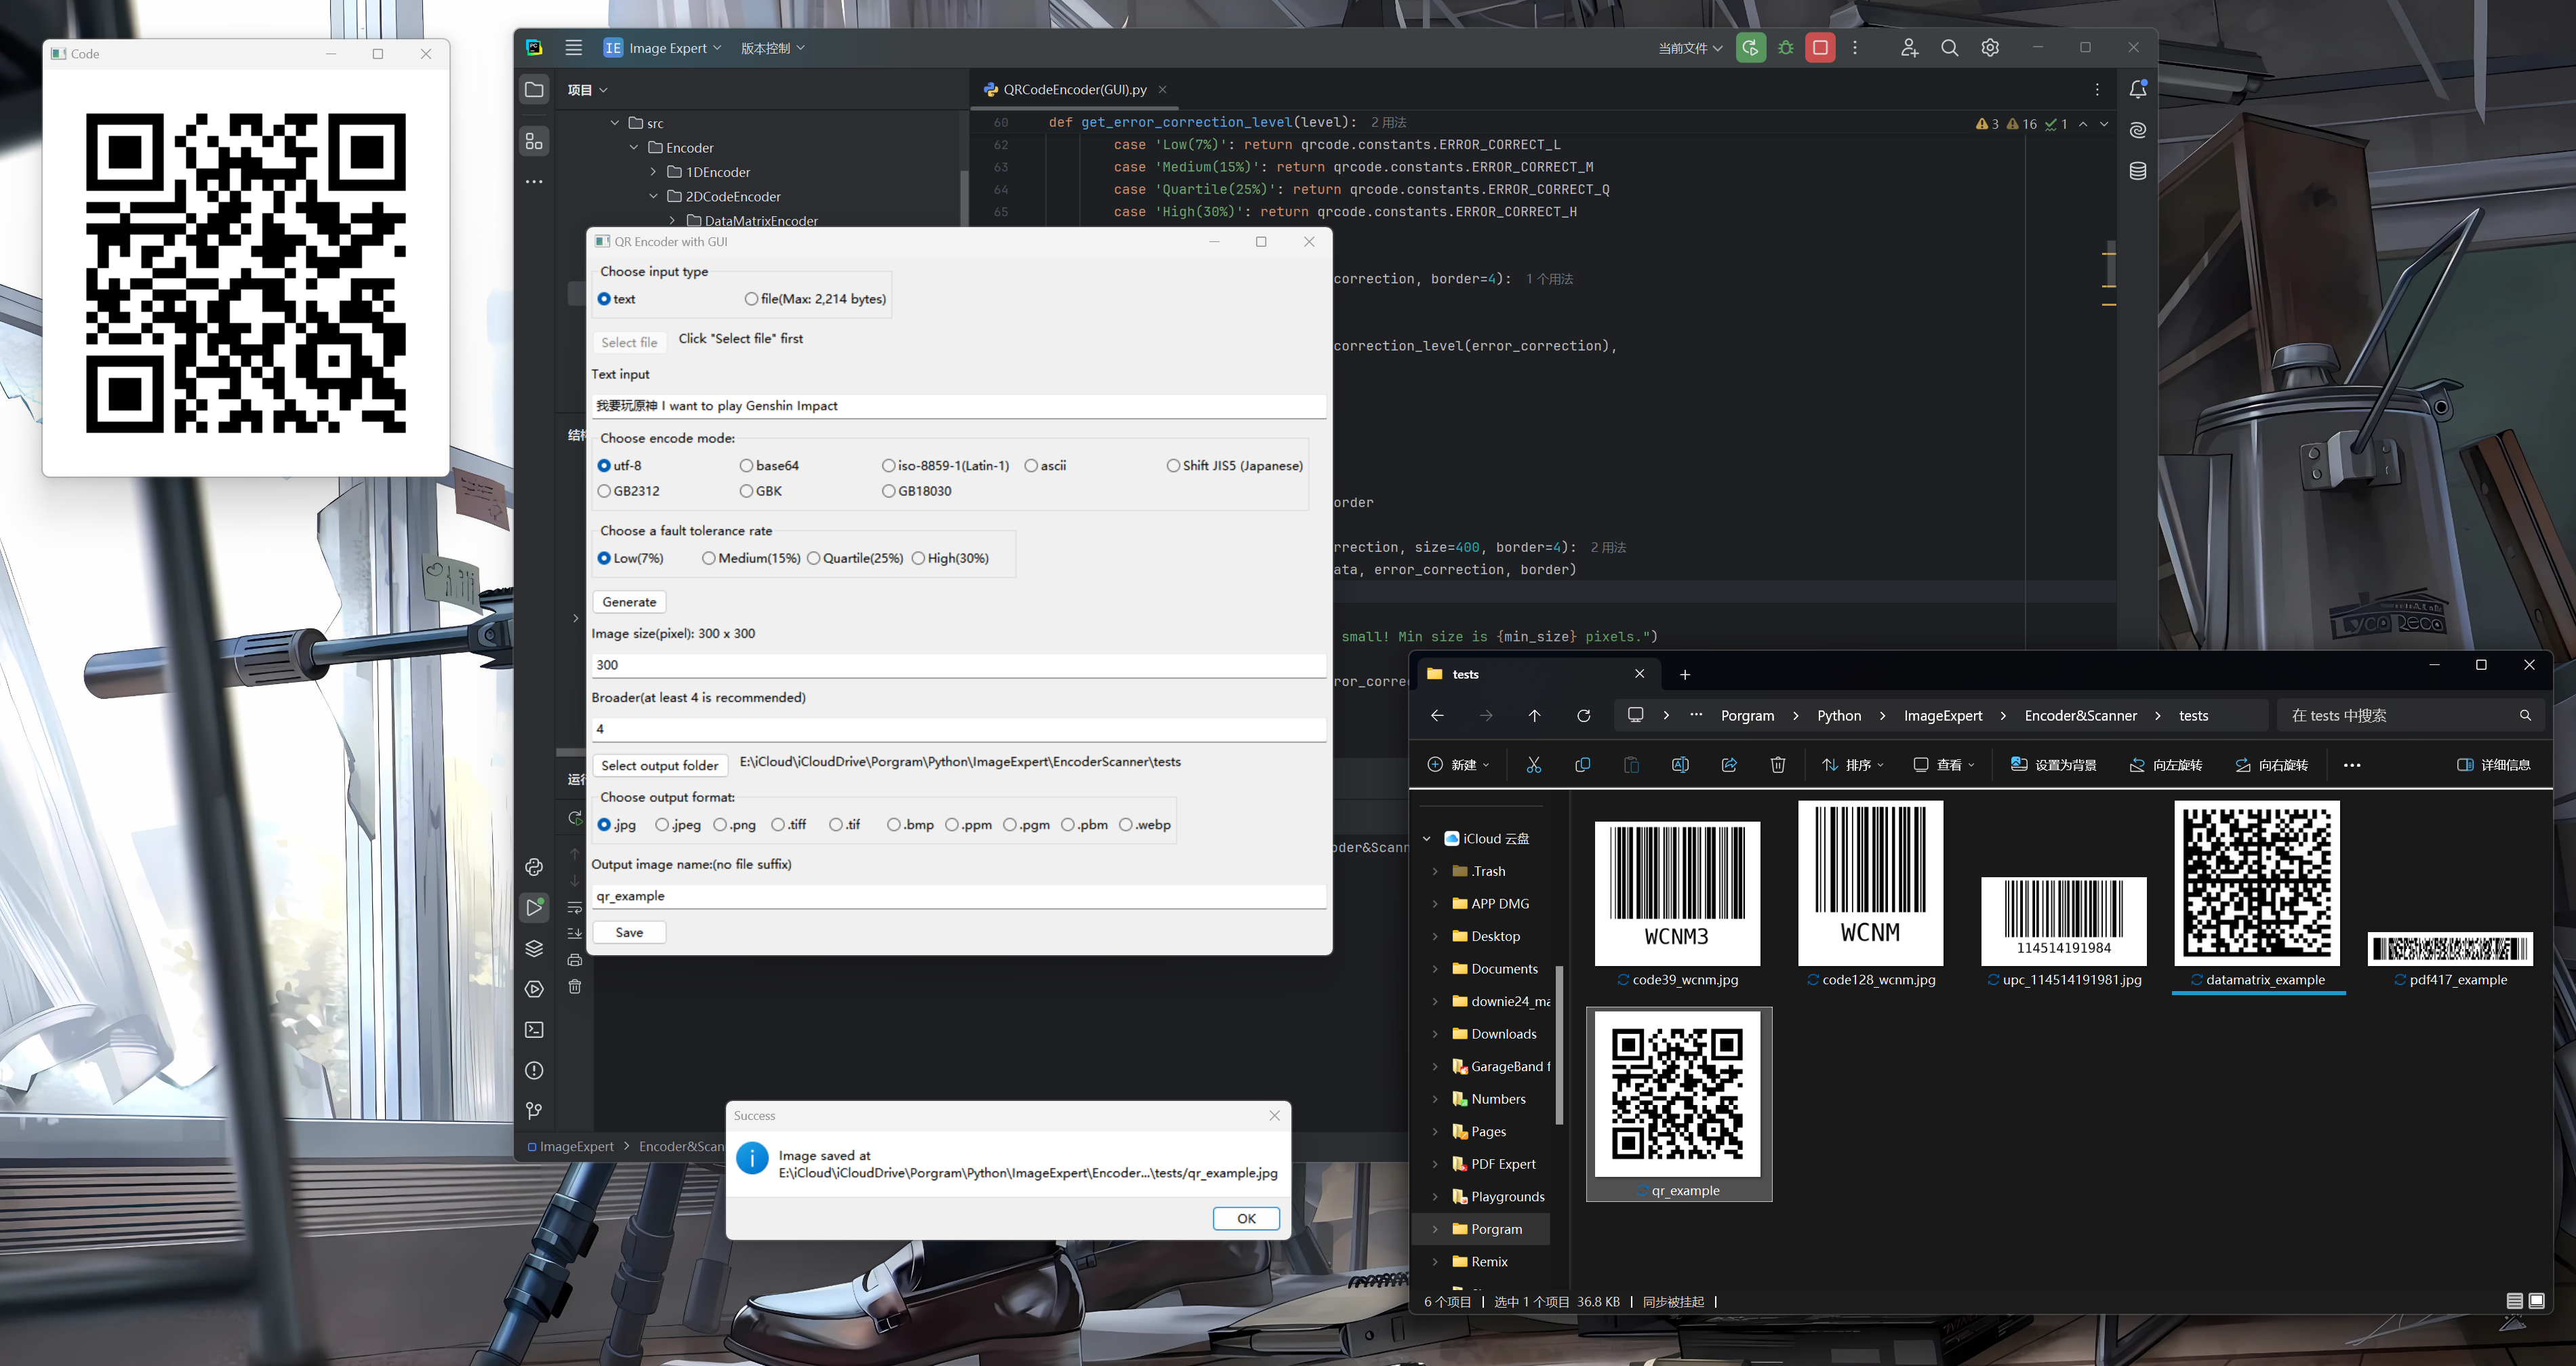 Code
IE Image Expert
版本控制
当前文件
项目
QRCodeEncoder(GUI).py
src
Encoder
1DEncoder
2DCodeEncoder
DataMatrixEncoder
3 16 1
60 def get_error_correction_level(level): 2 用法
62 case 'Low(7%)': return qrcode.constants.ERROR_CORRECT_L
63 case 'Medium(15%)': return qrcode.constants.ERROR_CORRECT_M
64 case 'Quartile(25%)': return qrcode.constants.ERROR_CORRECT_Q
65 case 'High(30%)': return qrcode.constants.ERROR_CORRECT_H
correction, border=4): 1 个用法
correction_level(error_correction),
order
rrection, size=400, border=4): 2 用法
ata, error_correction, border)
small! Min size is {min_size} pixels.")
ror_corre
oder&Scann
QR Encoder with GUI
Choose input type
text
file(Max: 2,214 bytes)
Select file
Click "Select file" first
Text input
我要玩原神 I want to play Genshin Impact
Choose encode mode:
utf-8
base64
iso-8859-1(Latin-1)
ascii
Shift JIS5 (Japanese)
GB2312
GBK
GB18030
Choose a fault tolerance rate
Low(7%)
Medium(15%)
Quartile(25%)
High(30%)
Generate
Image size(pixel): 300 x 300
300
Broader(at least 4 is recommended)
4
Select output folder
E:\iCloud\iCloudDrive\Porgram\Python\ImageExpert\EncoderScanner\tests
Choose output format:
.jpg
.jpeg
.png
.tiff
.tif
.bmp
.ppm
.pgm
.pbm
.webp
Output image name:(no file suffix)
qr_example
Save
ImageExpert > Encoder&Scan
Success
Image saved at
E:\iCloud\iCloudDrive\Porgram\Python\ImageExpert\Encoder...\tests/qr_example.jpg
OK
tests
Porgram > Python > ImageExpert > Encoder&Scanner > tests
在 tests 中搜索
新建
排序
查看
设置为背景
向左旋转
向右旋转
详细信息
iCloud 云盘
.Trash
APP DMG
Desktop
Documents
downie24_ma
Downloads
GarageBand f
Numbers
Pages
PDF Expert
Playgrounds
Porgram
Remix
WCNM3
code39_wcnm.jpg
WCNM
code128_wcnm.jpg
114514191984
upc_114514191981.jpg
datamatrix_example
pdf417_example
qr_example
6 个项目
选中 1 个项目 36.8 KB
同步被挂起